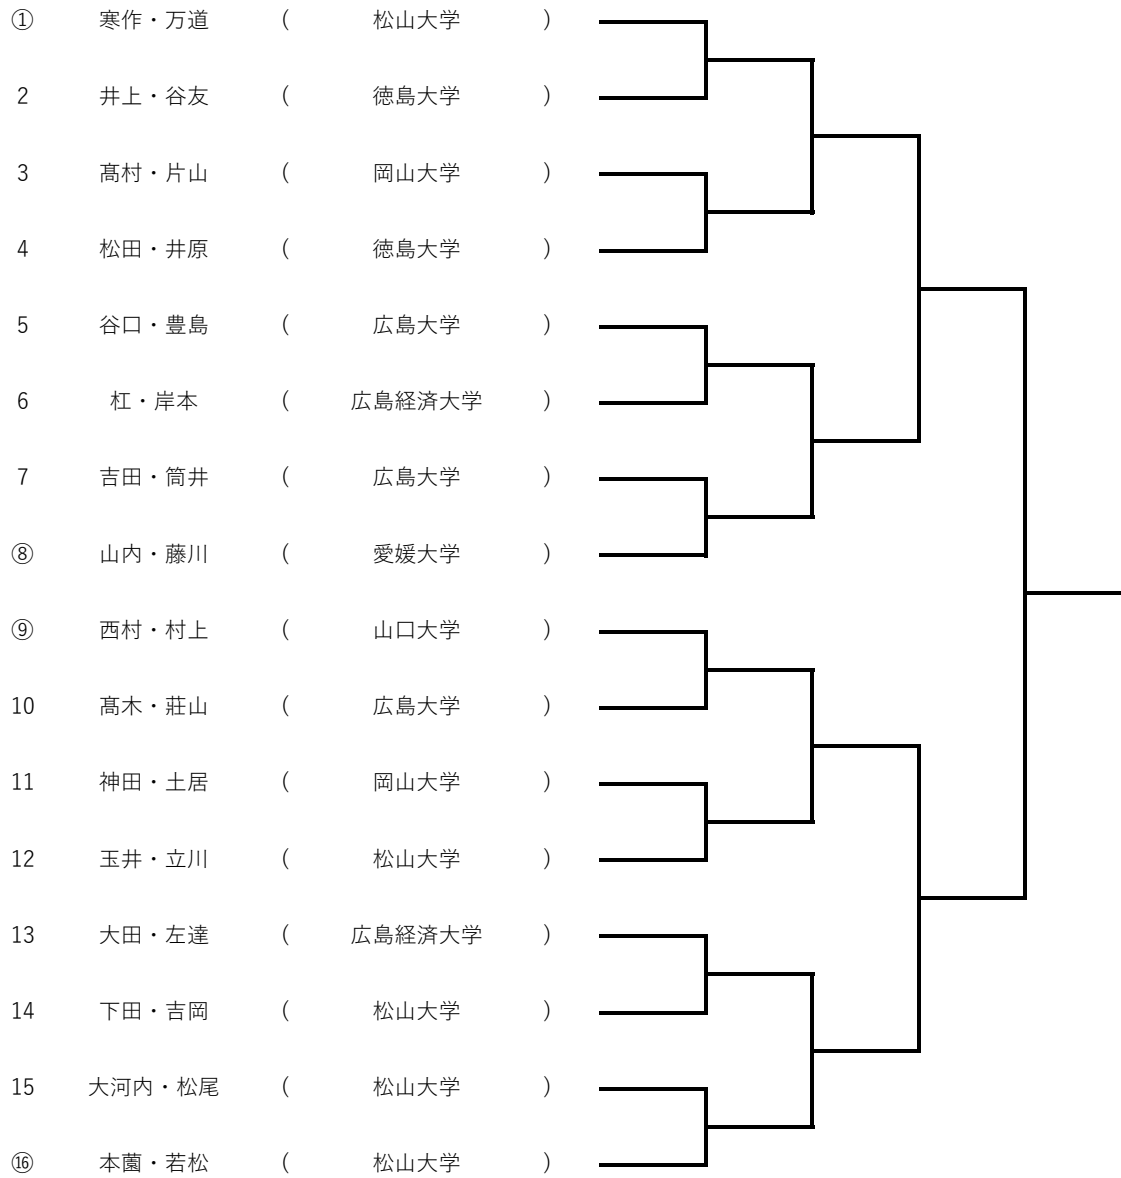 ① 寒作・万道 ( 松山大学 )
2 井上・谷友 ( 徳島大学 )
3 髙村・片山 ( 岡山大学 )
4 松田・井原 ( 徳島大学 )
5 谷口・豊島 ( 広島大学 )
6 杠・岸本 ( 広島経済大学 )
7 吉田・筒井 ( 広島大学 )
⑧ 山内・藤川 ( 愛媛大学 )
⑨ 西村・村上 ( 山口大学 )
10 髙木・莊山 ( 広島大学 )
11 神田・土居 ( 岡山大学 )
12 玉井・立川 ( 松山大学 )
13 大田・左達 ( 広島経済大学 )
14 下田・吉岡 ( 松山大学 )
15 大河内・松尾 ( 松山大学 )
⑯ 本薗・若松 ( 松山大学 )